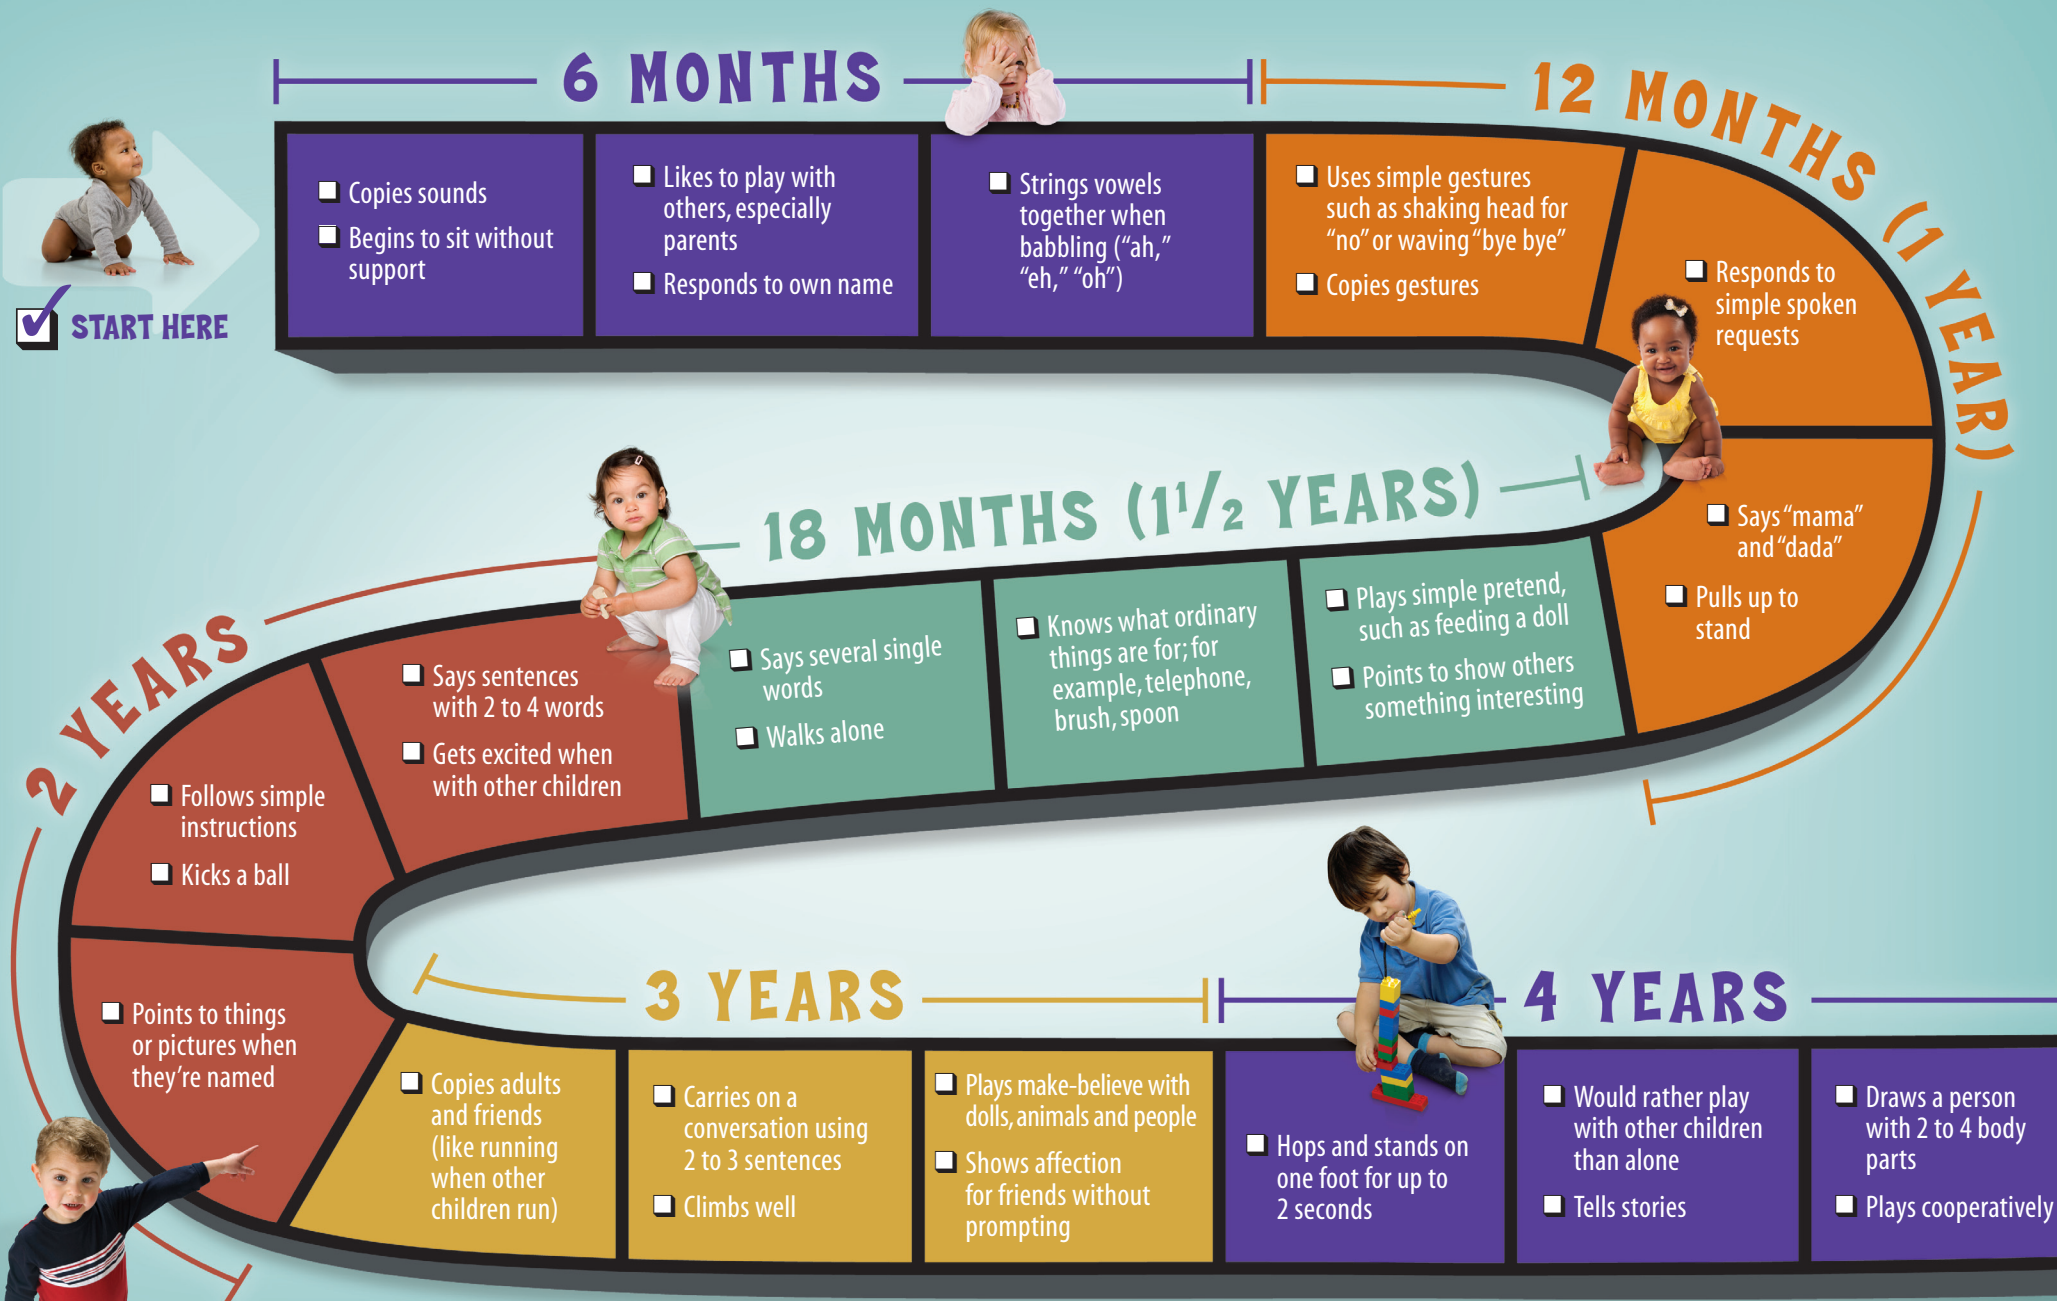 6 MONTHS
12 MONTHS (1 YEAR)
START HERE
Copies sounds
Begins to sit without
support
Likes to play with
others, especially
parents
Responds to own name
Strings vowels
together when
babbling (“ah,”
“eh,” “oh”)
Uses simple gestures
such as shaking head for
“no” or waving “bye bye”
Copies gestures
Responds to
simple spoken
requests
Says “mama”
and “dada”
Pulls up to
stand
18 MONTHS (1 1/2 YEARS)
Plays simple pretend,
such as feeding a doll
Points to show others
something interesting
Knows what ordinary
things are for; for
example, telephone,
brush, spoon
Says several single
words
Walks alone
2 YEARS
Says sentences
with 2 to 4 words
Gets excited when
with other children
Follows simple
instructions
Kicks a ball
Points to things
or pictures when
they’re named
3 YEARS
Copies adults
and friends
(like running
when other
children run)
Carries on a
conversation using
2 to 3 sentences
Climbs well
Plays make-believe with
dolls, animals and people
Shows affection
for friends without
prompting
4 YEARS
Hops and stands on
one foot for up to
2 seconds
Would rather play
with other children
than alone
Tells stories
Draws a person
with 2 to 4 body
parts
Plays cooperatively